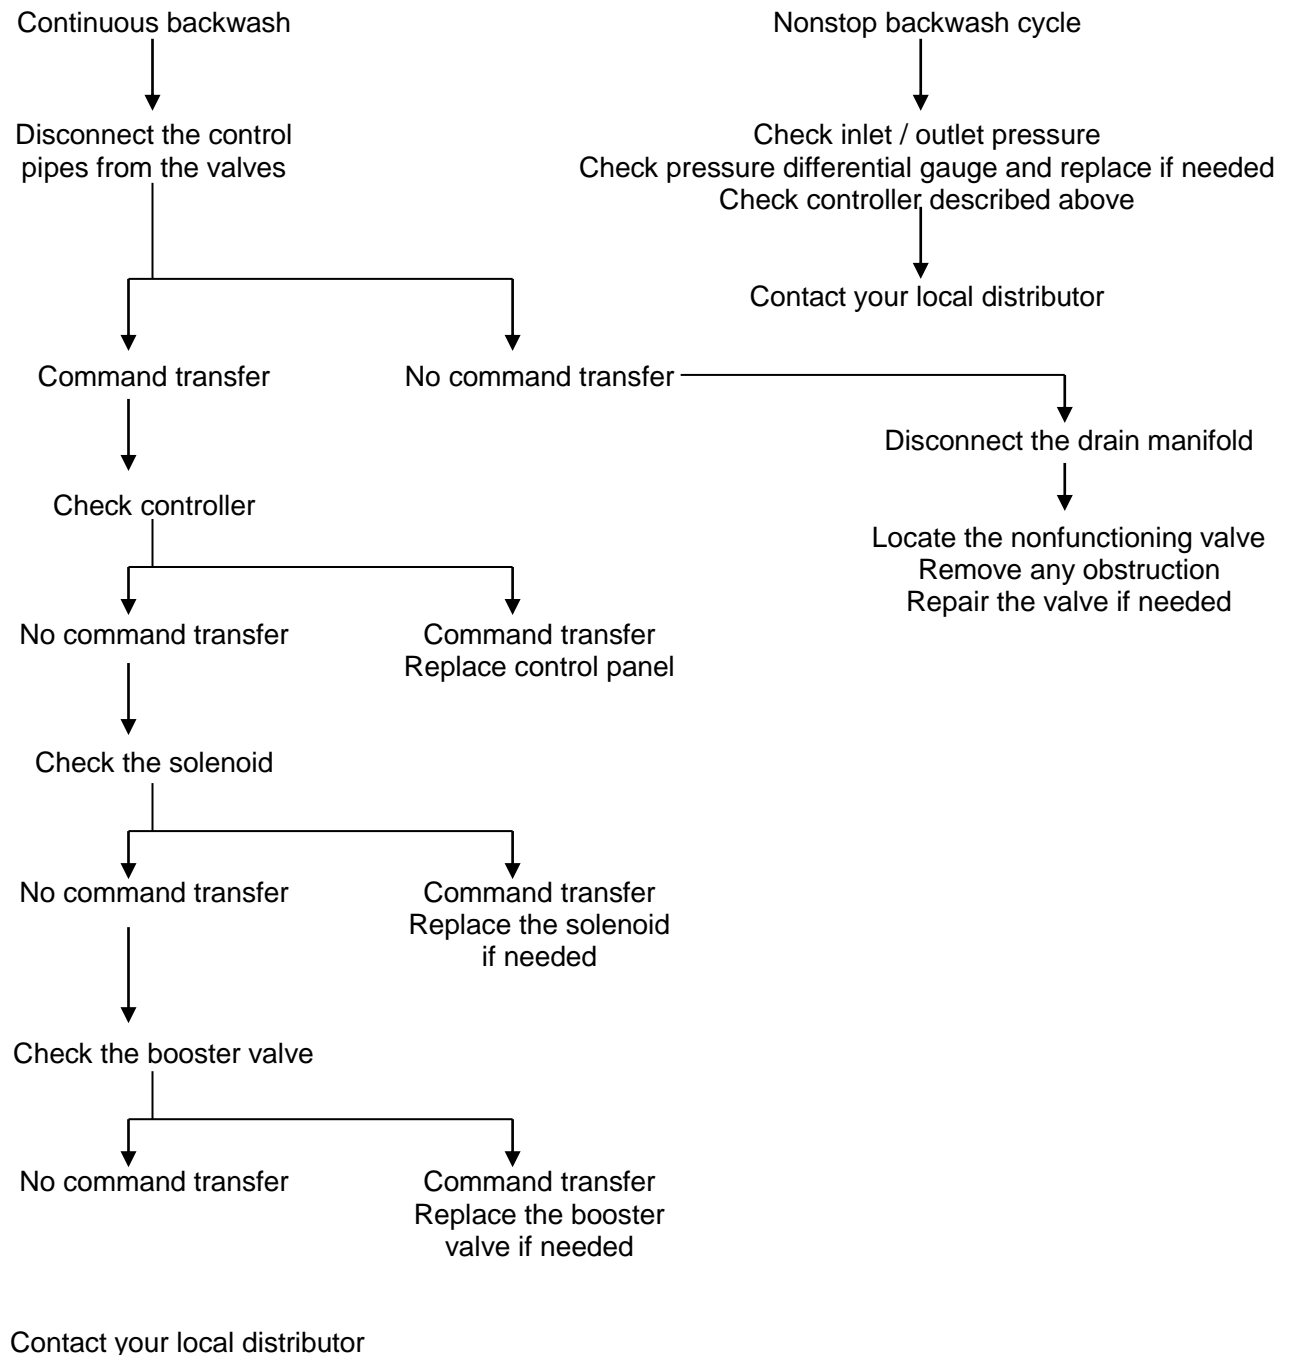 Continuous backwash
Nonstop backwash cycle
Disconnect the control
pipes from the valves
Check inlet / outlet pressure
Check pressure differential gauge and replace if needed
Check controller described above
Contact your local distributor
Command transfer
No command transfer
Disconnect the drain manifold
Check controller
Locate the nonfunctioning valve
Remove any obstruction
Repair the valve if needed
No command transfer
Command transfer
Replace control panel
Check the solenoid
No command transfer
Command transfer
Replace the solenoid
if needed
Check the booster valve
No command transfer
Command transfer
Replace the booster
valve if needed
Contact your local distributor